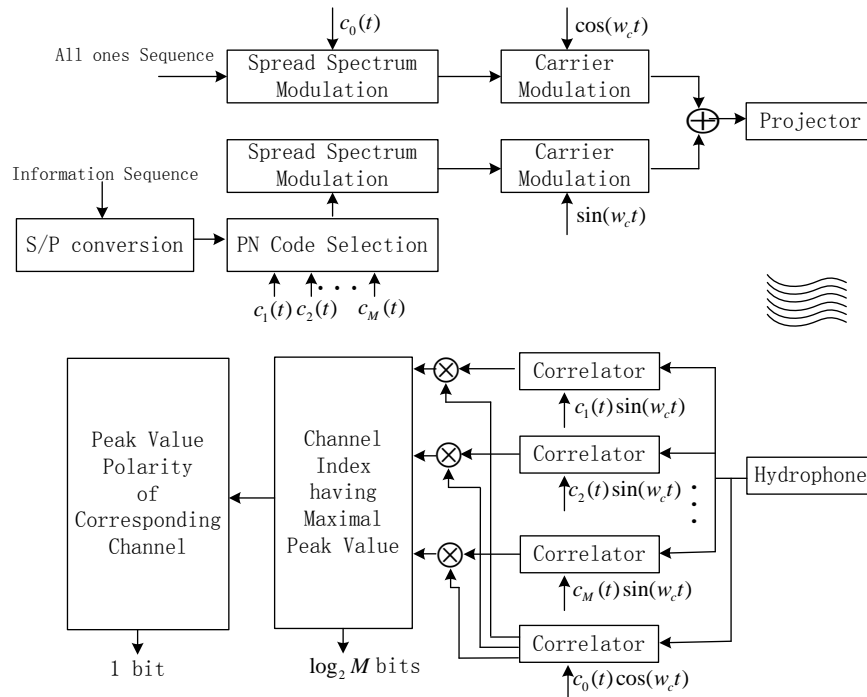 c_0(t)
cos(w_c t)
All ones Sequence
Spread Spectrum
Modulation
Carrier
Modulation
Projector
Spread Spectrum
Modulation
Carrier
Modulation
Information Sequence
sin(w_c t)
S/P conversion
PN Code Selection
c_1(t) c_2(t) ··· c_M(t)
Correlator
c_1(t)sin(w_c t)
Peak Value
Polarity
of
Corresponding
Channel
Channel
Index
having
Maximal
Peak Value
Correlator
c_2(t)sin(w_c t)
Hydrophone
Correlator
c_M(t)sin(w_c t)
Correlator
c_0(t)cos(w_c t)
1 bit
log_2 M bits